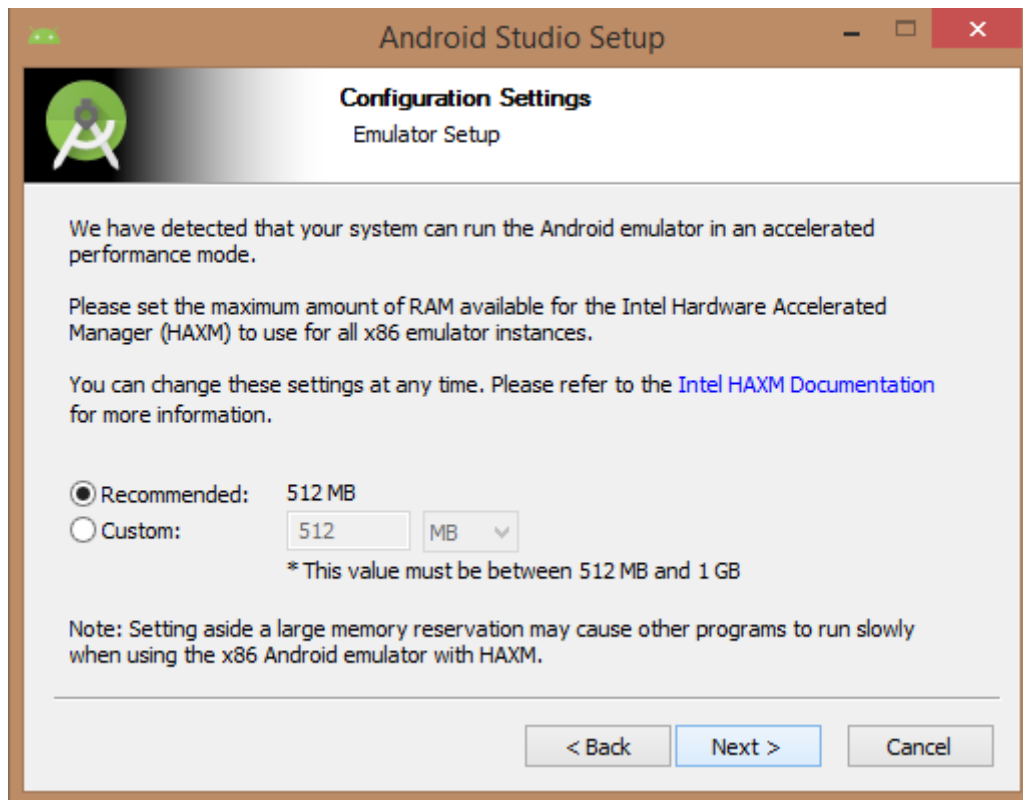 Android Studio Setup
Configuration Settings
Emulator Setup
We have detected that your system can run the Android emulator in an accelerated
performance mode.
Please set the maximum amount of RAM available for the Intel Hardware Accelerated
Manager (HAXM) to use for all x86 emulator instances.
You can change these settings at any time. Please refer to the Intel HAXM Documentation
for more information.
Recommended: 512 MB
Custom: 512 MB
* This value must be between 512 MB and 1 GB
Note: Setting aside a large memory reservation may cause other programs to run slowly
when using the x86 Android emulator with HAXM.
< Back Next > Cancel